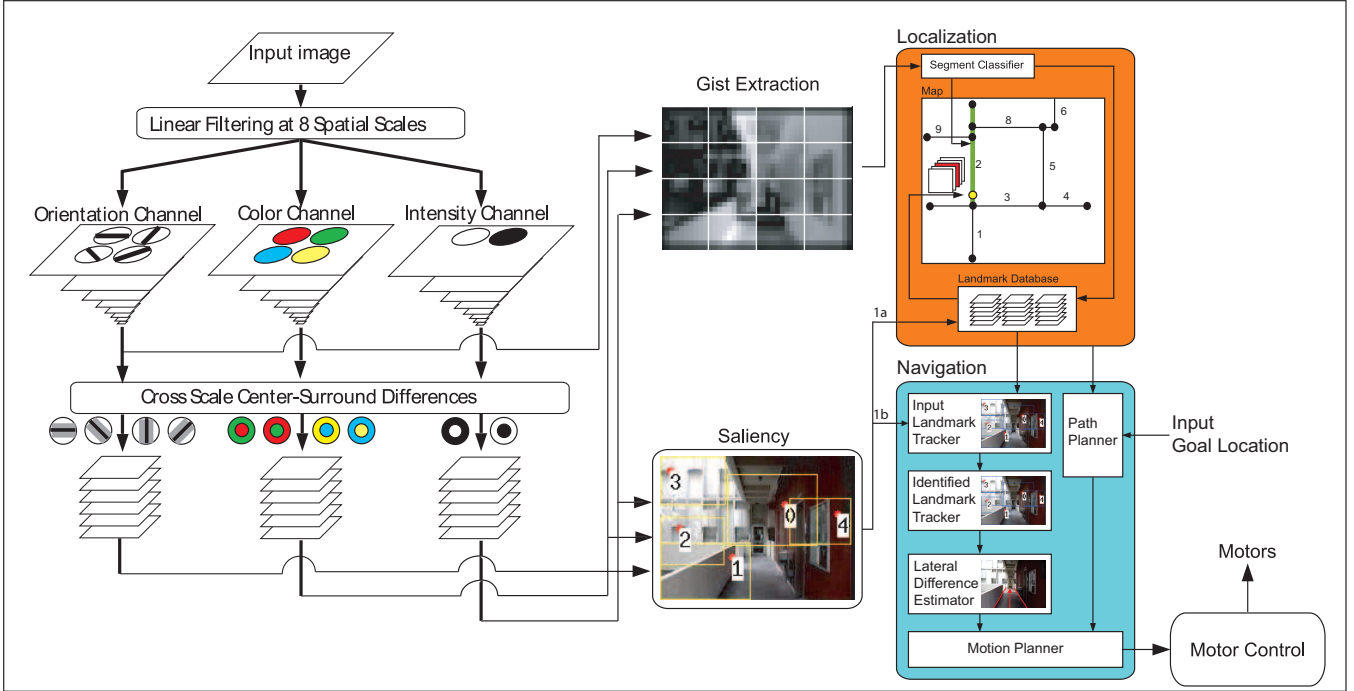 Input image
Linear Filtering at 8 Spatial Scales
Orientation Channel
Color Channel
Intensity Channel
Cross Scale Center-Surround Differences
Gist Extraction
Saliency
3
2
1
0
4
Localization
Segment Classifier
Map
9
8
6
2
5
3
4
1
Landmark Database
1a
1b
Navigation
Input
Landmark
Tracker
Path
Planner
Input
Goal Location
Identified
Landmark
Tracker
Lateral
Difference
Estimator
Motion Planner
Motors
Motor Control